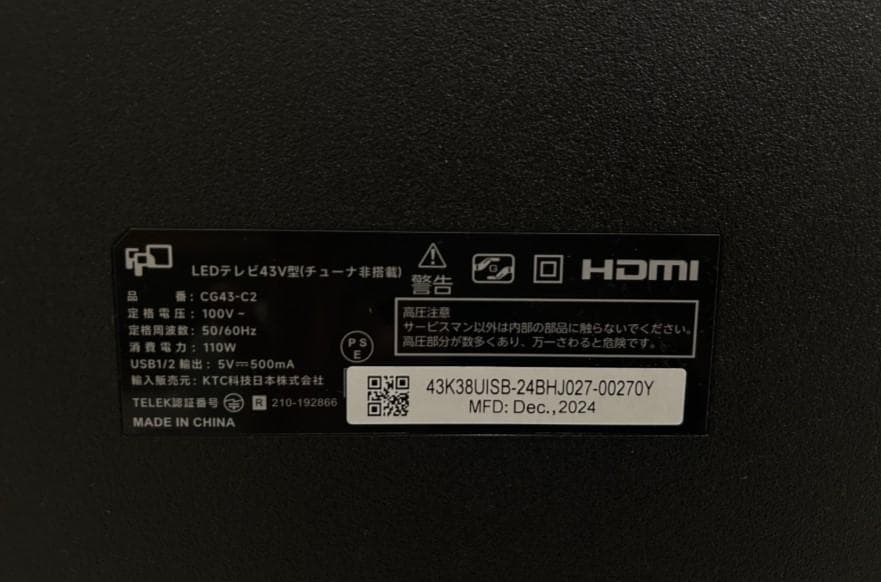 FPD
LEDテレビ43V型(チューナ非搭載)
品 番:CG43-C2
定格電圧:100V~
定格周波数:50/60Hz
消費電力:110W
USB1/2 輸出:5V⎓500mA
輸入販売元:KTC科技日本株式会社
TELEK認証番号 R 210-192866
MADE IN CHINA
PSE
警告
HDMI
高圧注意
サービスマン以外は内部の部品に触らないでください。
高圧部分が数多くあり、万一さわると危険です。
43K38UISB-24BHJ027-00270Y
MFD: Dec.,2024